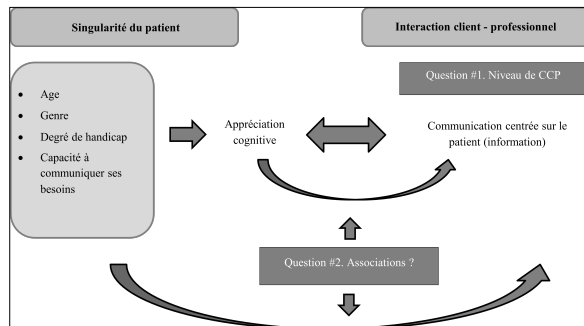 Singularité du patient
Interaction client - professionnel
Question #1. Niveau de CCP
• Age
• Genre
• Degré de handicap
• Capacité à
communiquer ses
besoins
Appréciation
cognitive
Communication centrée sur le
patient (information)
Question #2. Associations ?